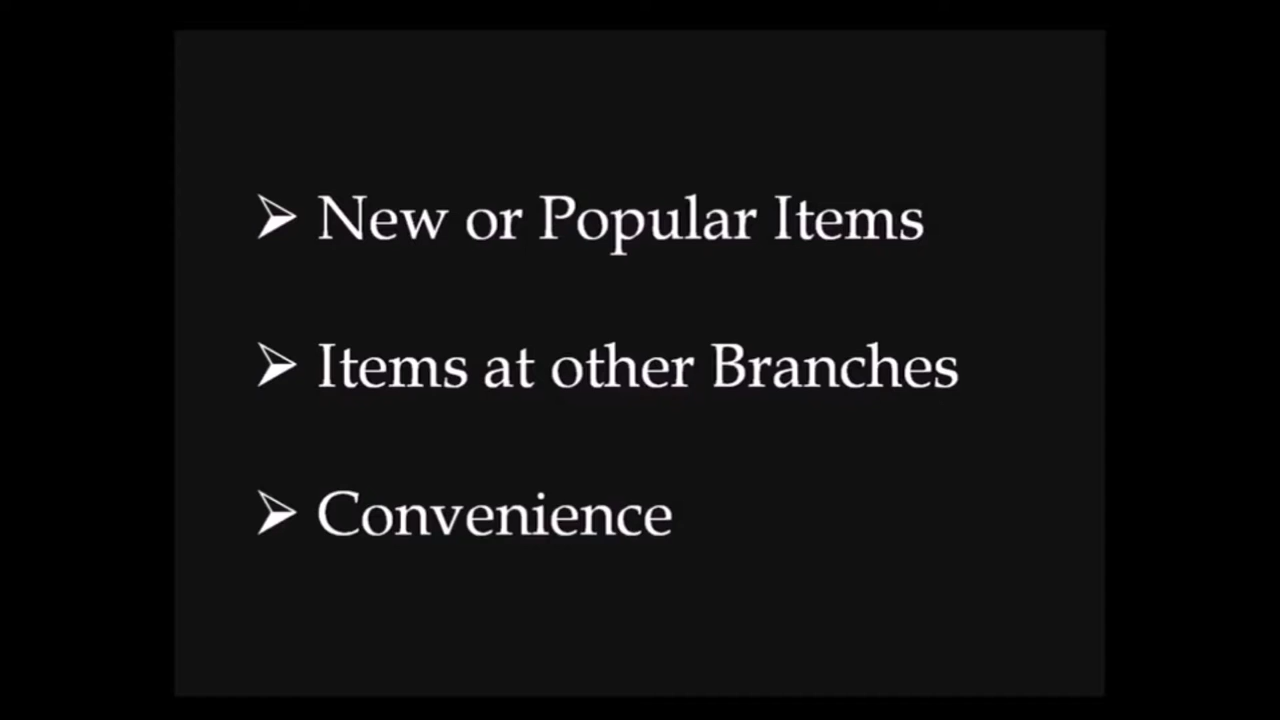 ➢ New or Popular Items
➢ Items at other Branches
➢ Convenience